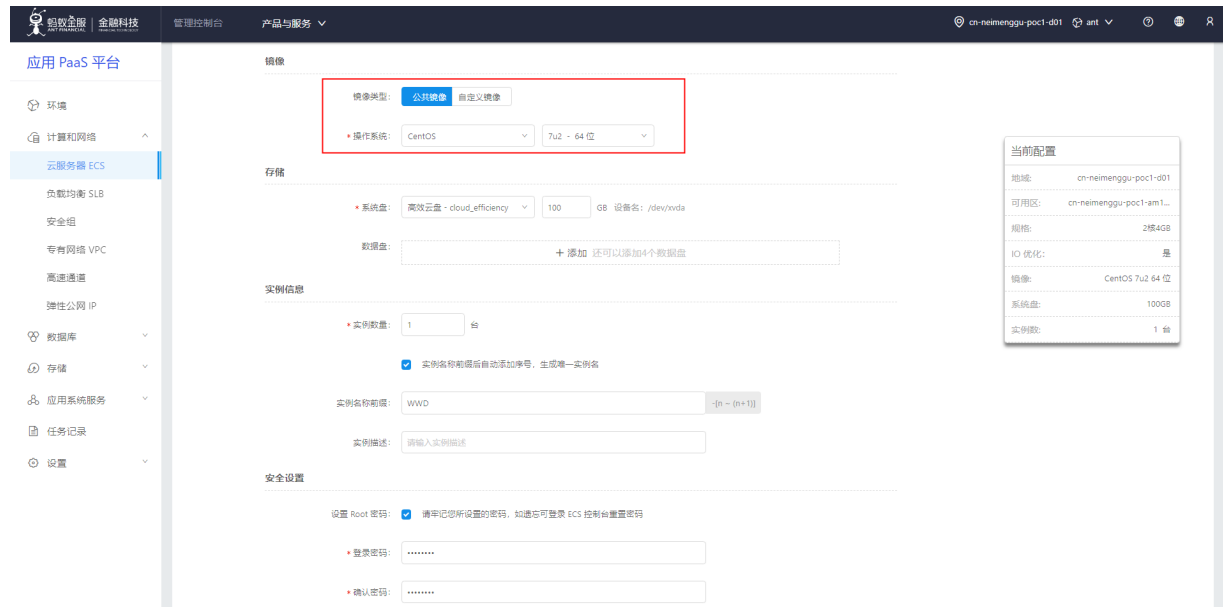 蚂蚁金服 金融科技 管理控制台 产品与服务 cn-neimenggu-poc1-d01 ant
ANT FINANCIAL
应用 PaaS 平台
环境
计算和网络
云服务器 ECS
负载均衡 SLB
安全组
专有网络 VPC
高速通道
弹性公网 IP
数据库
存储
应用系统服务
任务记录
设置
镜像
镜像类型: 公共镜像 自定义镜像
* 操作系统: CentOS 7u2 - 64 位
存储
* 系统盘: 高效云盘 - cloud_efficiency 100 GB 设备名: /dev/xvda
数据盘: + 添加 还可以添加4个数据盘
实例信息
* 实例数量: 1 台
实例名称前缀后自动添加序号，生成唯一实例名
实例名称前缀: WWD -[n ~ (n+1)]
实例描述: 请输入实例描述
安全设置
设置 Root 密码: 请牢记您所设置的密码，如遗忘可登录 ECS 控制台重置密码
* 登录密码: ········
* 确认密码: ········
当前配置
地域: cn-neimenggu-poc1-d01
可用区: cn-neimenggu-poc1-am1...
规格: 2核4GB
IO 优化: 是
镜像: CentOS 7u2 64 位
系统盘: 100GB
实例数: 1 台